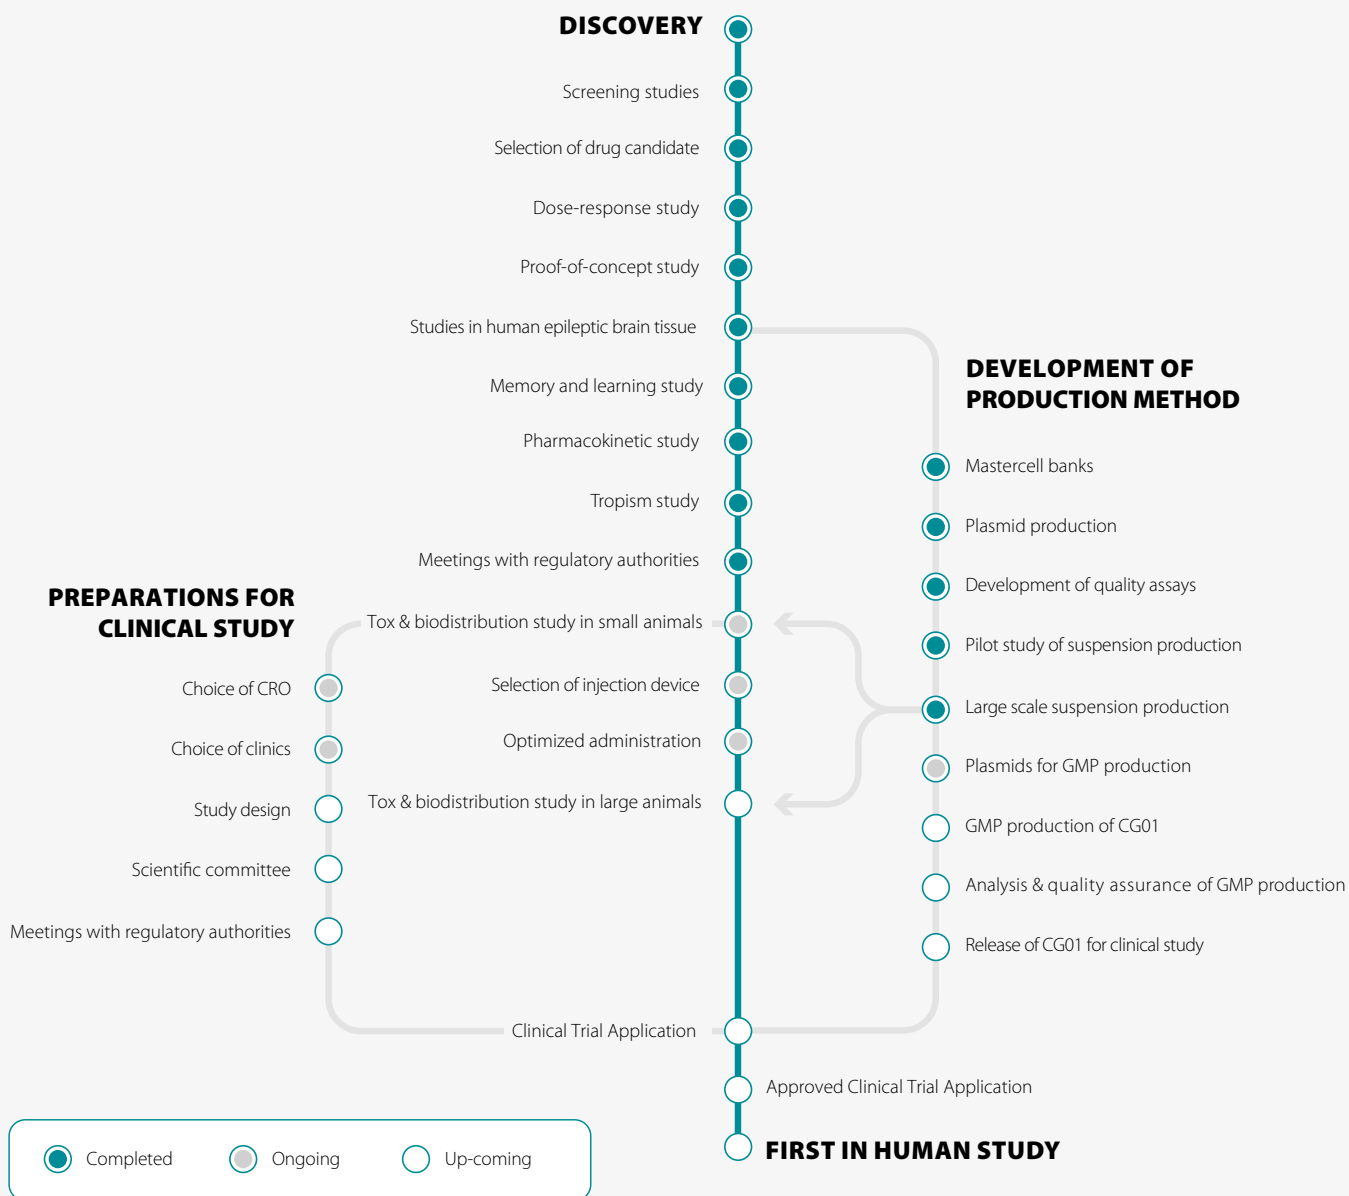 DISCOVERY
Screening studies
Selection of drug candidate
Dose-response study
Proof-of-concept study
Studies in human epileptic brain tissue
Memory and learning study
Pharmacokinetic study
Tropism study
Meetings with regulatory authorities
Tox & biodistribution study in small animals
Selection of injection device
Optimized administration
Tox & biodistribution study in large animals
DEVELOPMENT OF
PRODUCTION METHOD
Mastercell banks
Plasmid production
Development of quality assays
Pilot study of suspension production
Large scale suspension production
Plasmids for GMP production
GMP production of CG01
Analysis & quality assurance of GMP production
Release of CG01 for clinical study
PREPARATIONS FOR
CLINICAL STUDY
Choice of CRO
Choice of clinics
Study design
Scientific committee
Meetings with regulatory authorities
Clinical Trial Application
Approved Clinical Trial Application
FIRST IN HUMAN STUDY
Completed
Ongoing
Up-coming